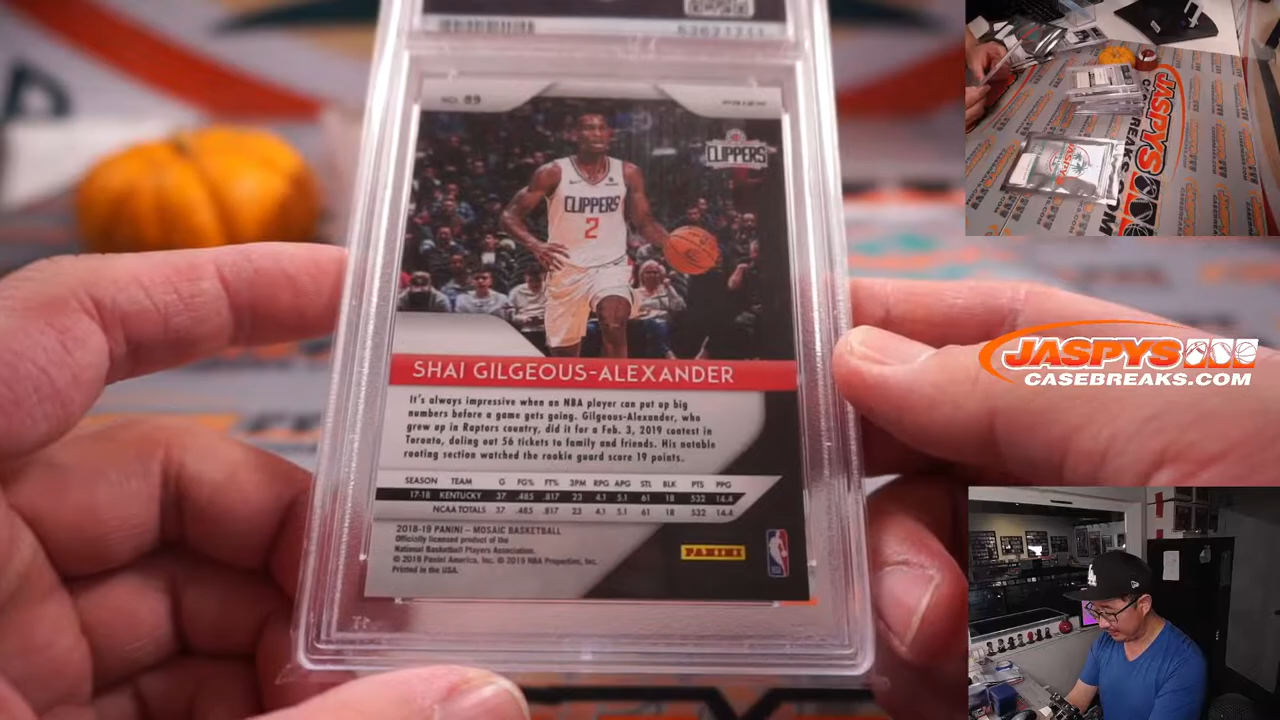 NO. 89
CLIPPERS
CLIPPERS
2
SHAI GILGEOUS-ALEXANDER
It's always impressive when an NBA player can put up big
numbers before a game gets going. Gilgeous-Alexander, who
grew up in Raptors country, did it for a Feb. 3, 2019 contest in
Toronto, doling out 56 tickets to family and friends. His notable
rooting section watched the rookie guard score 19 points.
SEASON TEAM G FG% FT% 3PM RPG APG STL BLK PTS PPG
17-18 KENTUCKY 37 .485 .817 23 4.1 5.1 61 18 532 14.4
NCAA TOTALS 37 .485 .817 23 4.1 5.1 61 18 532 14.4
2018-19 PANINI – MOSAIC BASKETBALL
Officially licensed product of the
National Basketball Players Association.
© 2019 Panini America, Inc. © 2019 NBA Properties, Inc.
Printed in the USA.
PANINI
JASPYS
CASEBREAKS.COM
JASPYS